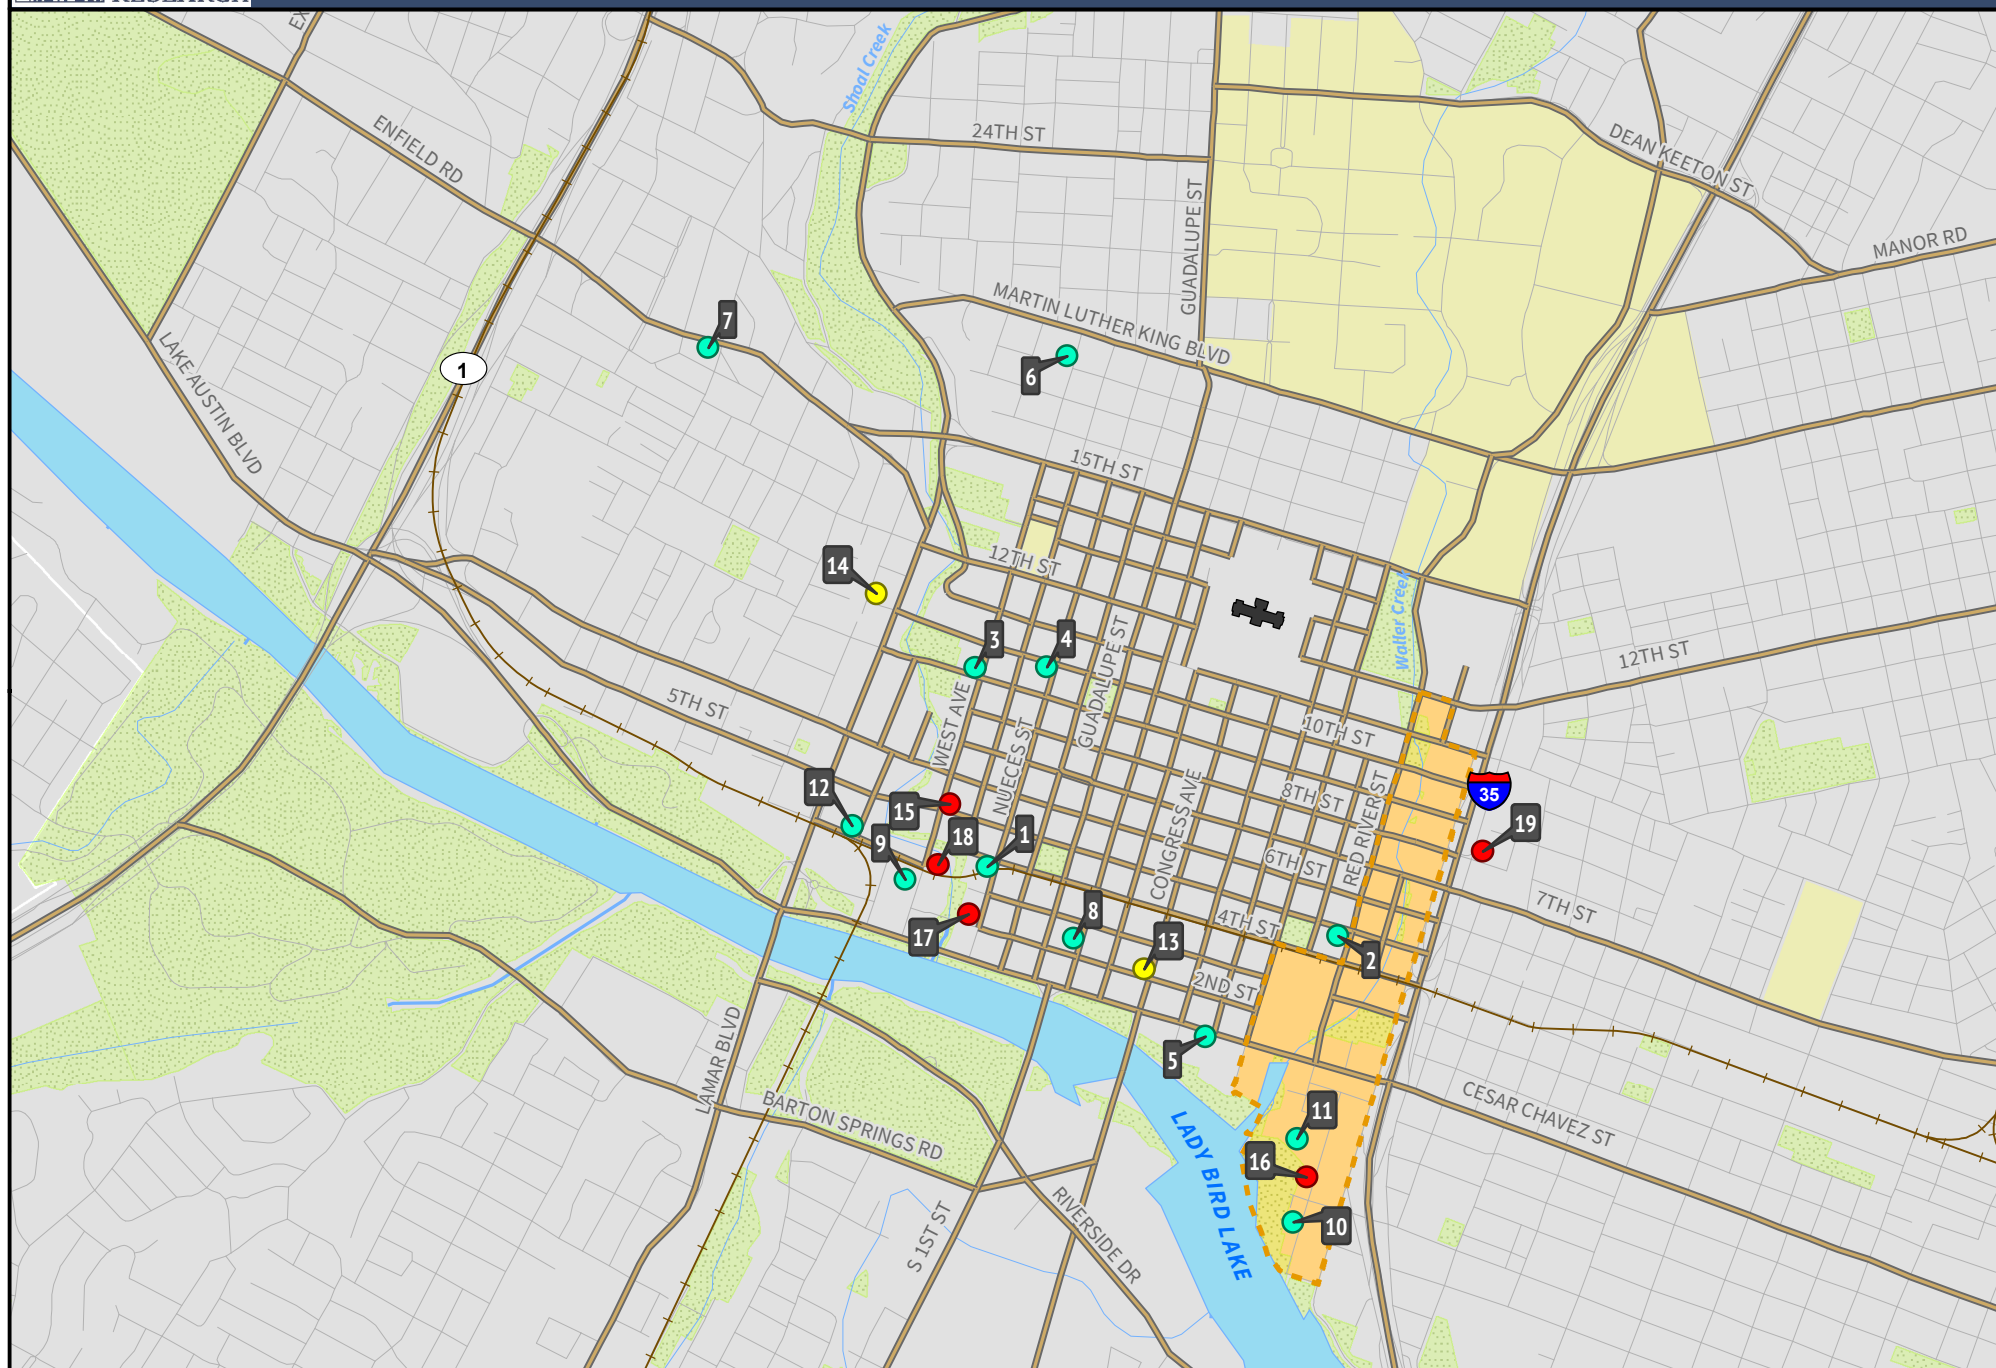 RESEARCH
EX
Shoal Creek
ENFIELD RD
24TH ST
DEAN KEETON ST
GUADALUPE ST
MANOR RD
MARTIN LUTHER KING BLVD
7
6
1
LAKE AUSTIN BLVD
15TH ST
14
12TH ST
Waller Creek
3
4
GUADALUPE ST
12TH ST
5TH ST
WEST AVE
NUECES ST
10TH ST
12
15
CONGRESS AVE
8TH ST
RED RIVER ST
35
19
9
18
1
6TH ST
7TH ST
17
8
13
4TH ST
2
2ND ST
5
LAMAR BLVD
BARTON SPRINGS RD
CESAR CHAVEZ ST
11
16
10
LADY BIRD LAKE
S 1ST ST
RIVERSIDE DR